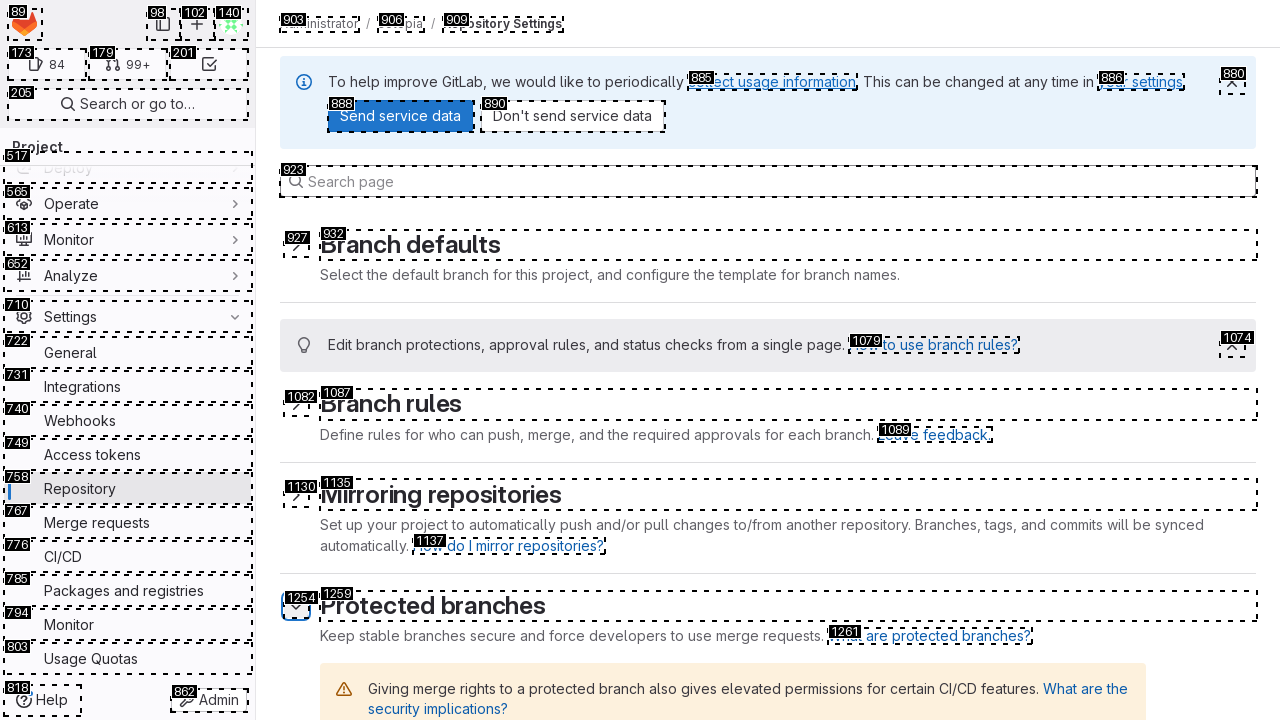 89
98
102
140
173
84
179
99+
201
205
Search or go to…
Project
517
Deploy
565
Operate
613
Monitor
652
Analyze
710
Settings
722
General
731
Integrations
740
Webhooks
749
Access tokens
758
Repository
767
Merge requests
776
CI/CD
785
Packages and registries
794
Monitor
803
Usage Quotas
818
Help
862
Admin
903
906
909
Administrator / / Repository Settings
To help improve GitLab, we would like to periodically collect usage information. This can be changed at any time in your settings.
885
886
880
888
Send service data
890
Don't send service data
923
Search page
927
932
Branch defaults
Select the default branch for this project, and configure the template for branch names.
Edit branch protections, approval rules, and status checks from a single page. How to use branch rules?
1079
1074
1082
1087
Branch rules
Define rules for who can push, merge, and the required approvals for each branch. Leave feedback.
1089
1130
1135
Mirroring repositories
Set up your project to automatically push and/or pull changes to/from another repository. Branches, tags, and commits will be synced
automatically. How do I mirror repositories?
1137
1254
1259
Protected branches
Keep stable branches secure and force developers to use merge requests. What are protected branches?
1261
Giving merge rights to a protected branch also gives elevated permissions for certain CI/CD features. What are the
security implications?